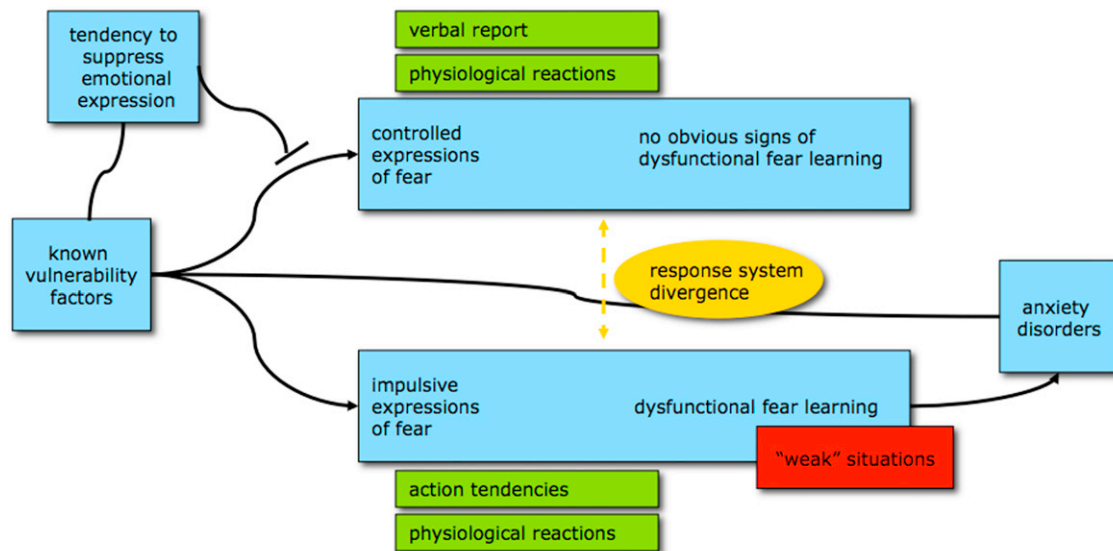 tendency to
suppress
emotional
expression
verbal report
physiological reactions
controlled
expressions
of fear
no obvious signs of
dysfunctional fear learning
known
vulnerability
factors
response system
divergence
anxiety
disorders
impulsive
expressions
of fear
dysfunctional fear learning
“weak” situations
action tendencies
physiological reactions